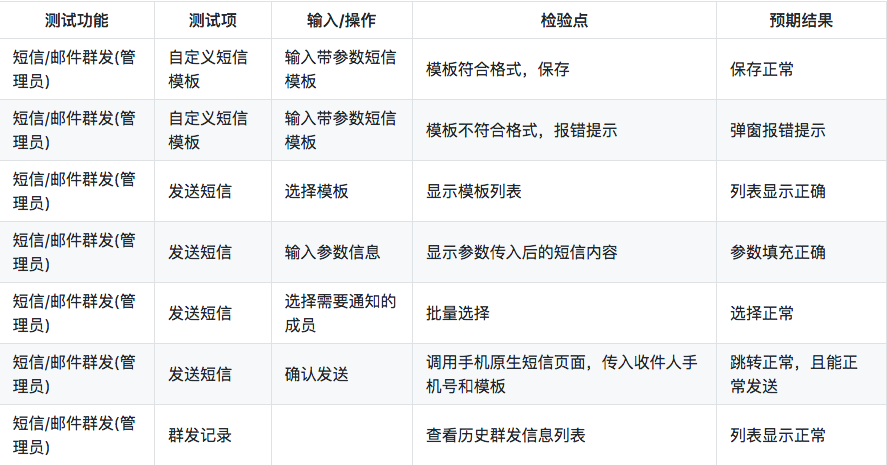 测试功能 测试项 输入/操作 检验点 预期结果
短信/邮件群发(管理员) 自定义短信模板 输入带参数短信模板 模板符合格式，保存 保存正常
短信/邮件群发(管理员) 自定义短信模板 输入带参数短信模板 模板不符合格式，报错提示 弹窗报错提示
短信/邮件群发(管理员) 发送短信 选择模板 显示模板列表 列表显示正确
短信/邮件群发(管理员) 发送短信 输入参数信息 显示参数传入后的短信内容 参数填充正确
短信/邮件群发(管理员) 发送短信 选择需要通知的成员 批量选择 选择正常
短信/邮件群发(管理员) 发送短信 确认发送 调用手机原生短信页面，传入收件人手机号和模板 跳转正常，且能正常发送
短信/邮件群发(管理员) 群发记录 查看历史群发信息列表 列表显示正常